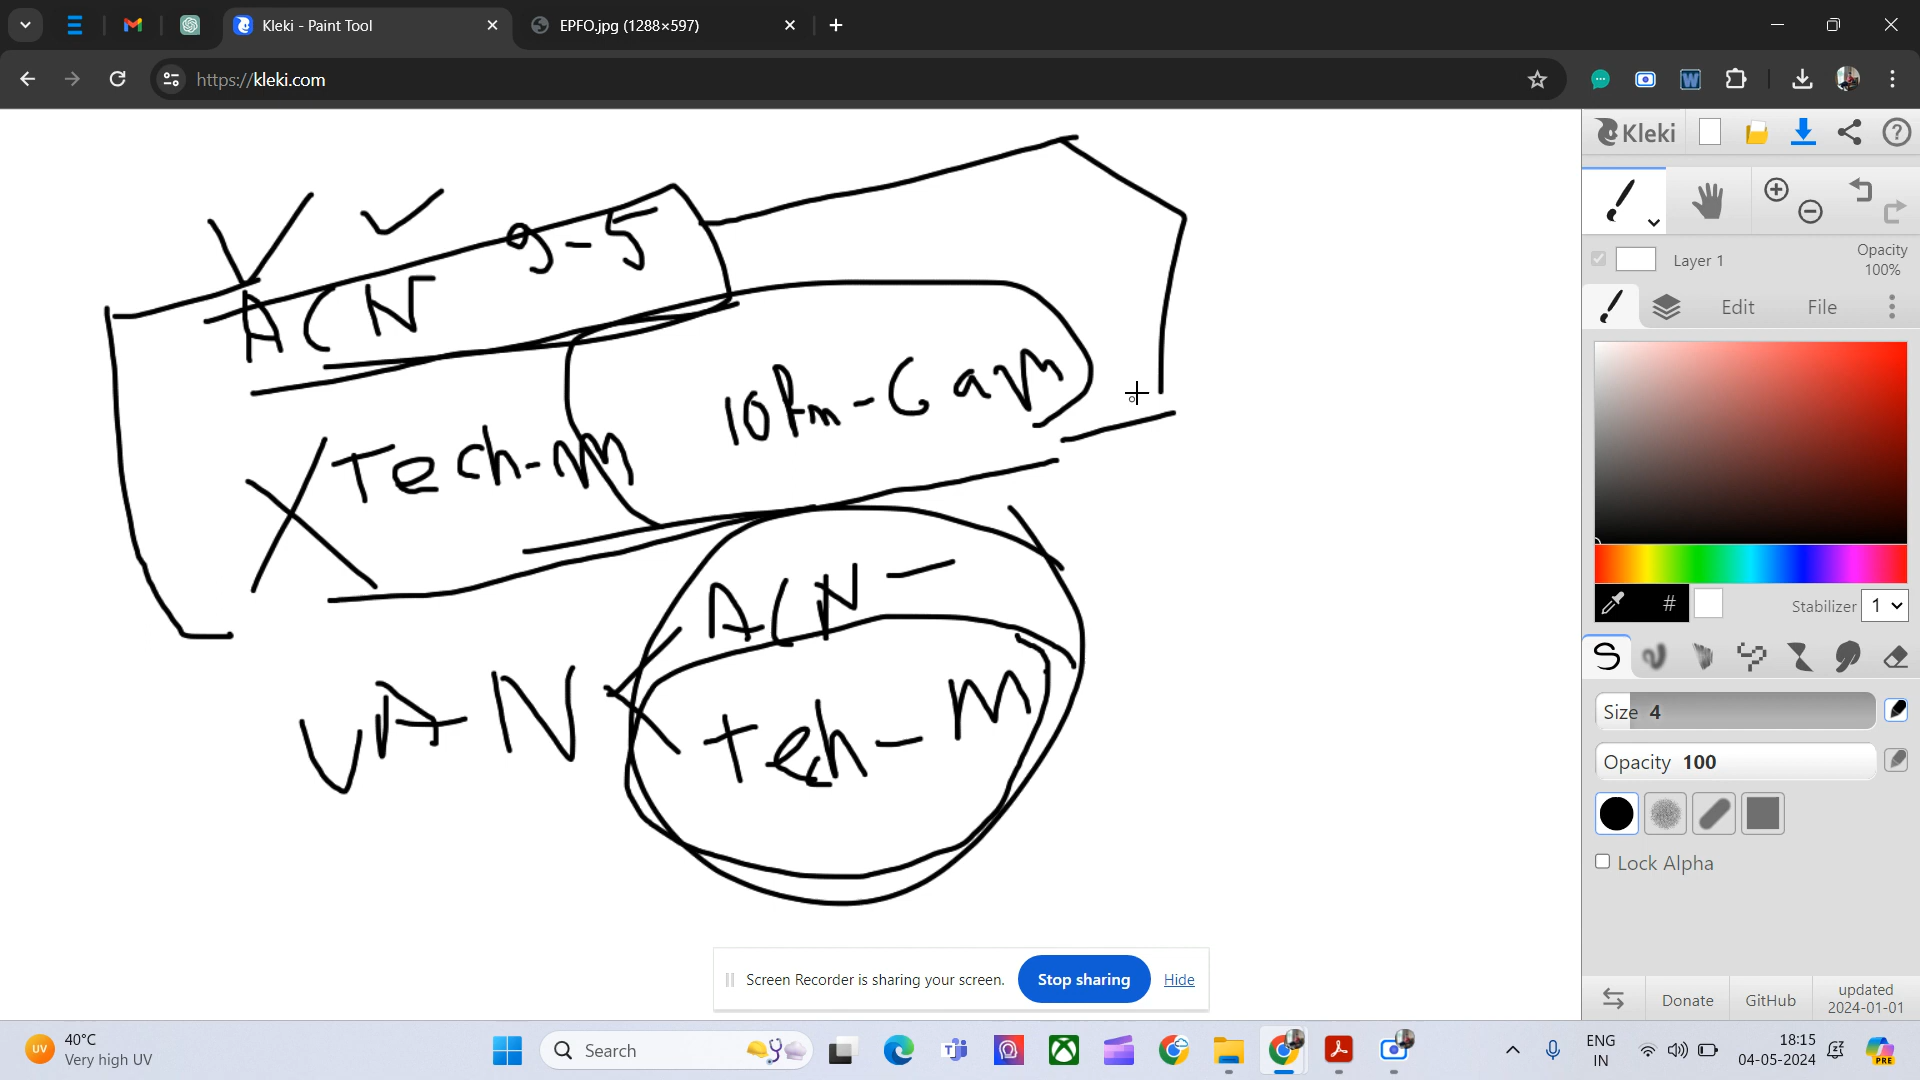 Kleki - Paint Tool
EPFO.jpg (1288×597)
https://kleki.com
Kleki
Layer 1
Opacity
100%
Edit
File
#
Stabilizer 1
Size 4
Opacity 100
Lock Alpha
Donate
GitHub
updated
2024-01-01
ACN 9-5
Tech-m 10Pm-6am
ACN -
UAN
tech-m
Screen Recorder is sharing your screen.
Stop sharing
Hide
UV
40°C
Very high UV
Search
ENG
IN
18:15
04-05-2024
PRE